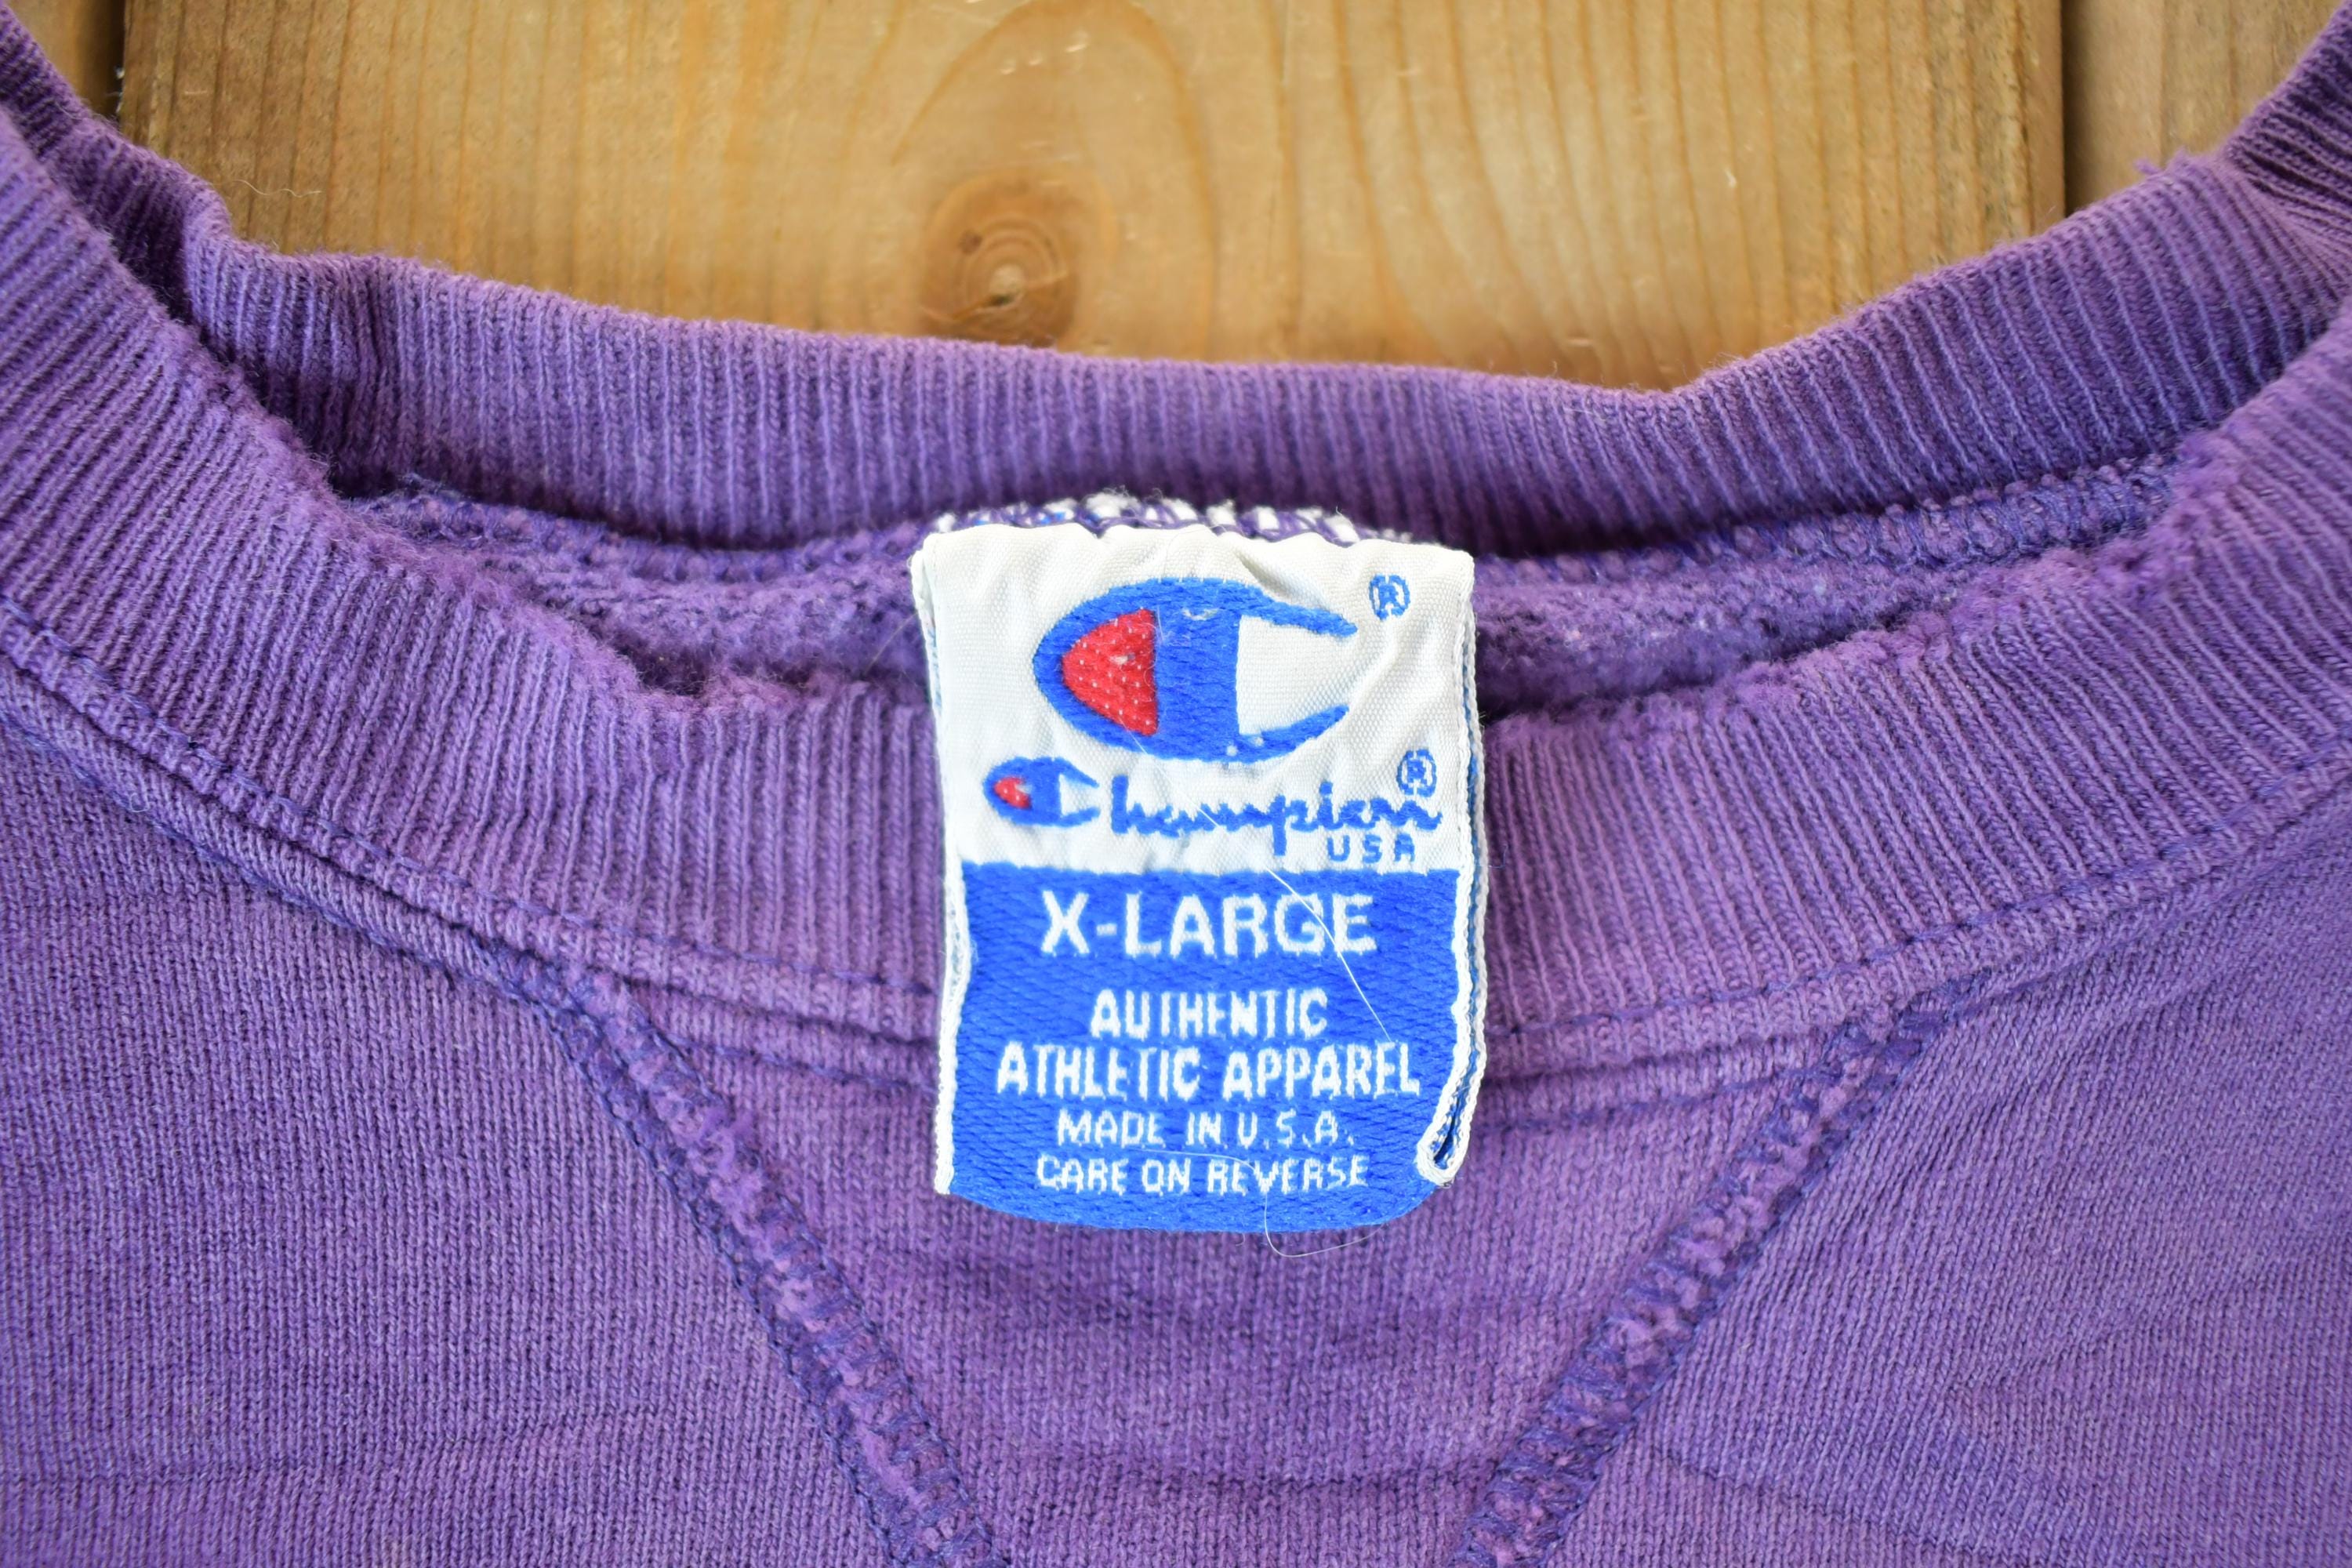 ®
Champion®
USA
X-LARGE
AUTHENTIC
ATHLETIC APPAREL
MADE IN U.S.A.
CARE ON REVERSE